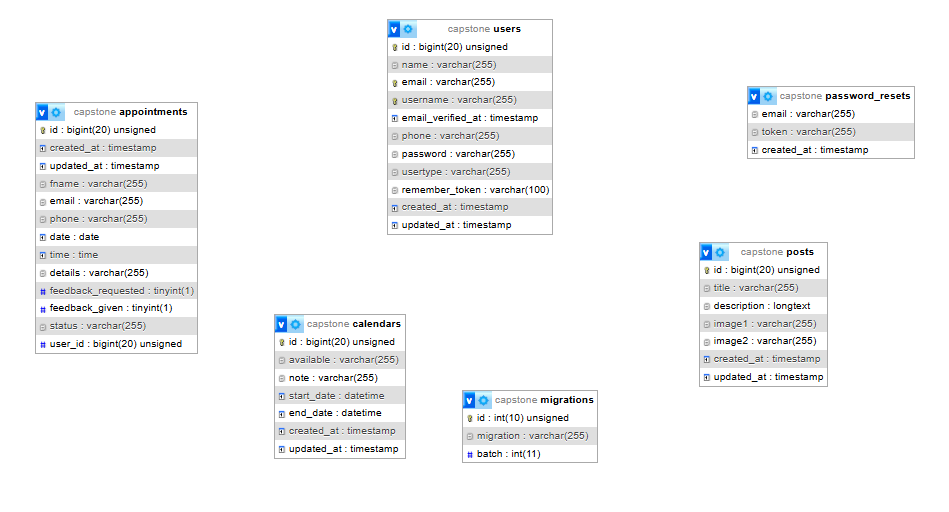 capstone users
id : bigint(20) unsigned
name : varchar(255)
email : varchar(255)
username : varchar(255)
email_verified_at : timestamp
phone : varchar(255)
password : varchar(255)
usertype : varchar(255)
remember_token : varchar(100)
created_at : timestamp
updated_at : timestamp
capstone password_resets
email : varchar(255)
token : varchar(255)
created_at : timestamp
capstone appointments
id : bigint(20) unsigned
created_at : timestamp
updated_at : timestamp
fname : varchar(255)
email : varchar(255)
phone : varchar(255)
date : date
time : time
details : varchar(255)
feedback_requested : tinyint(1)
feedback_given : tinyint(1)
status : varchar(255)
user_id : bigint(20) unsigned
capstone posts
id : bigint(20) unsigned
title : varchar(255)
description : longtext
image1 : varchar(255)
image2 : varchar(255)
created_at : timestamp
updated_at : timestamp
capstone calendars
id : bigint(20) unsigned
available : varchar(255)
note : varchar(255)
start_date : datetime
end_date : datetime
created_at : timestamp
updated_at : timestamp
capstone migrations
id : int(10) unsigned
migration : varchar(255)
batch : int(11)